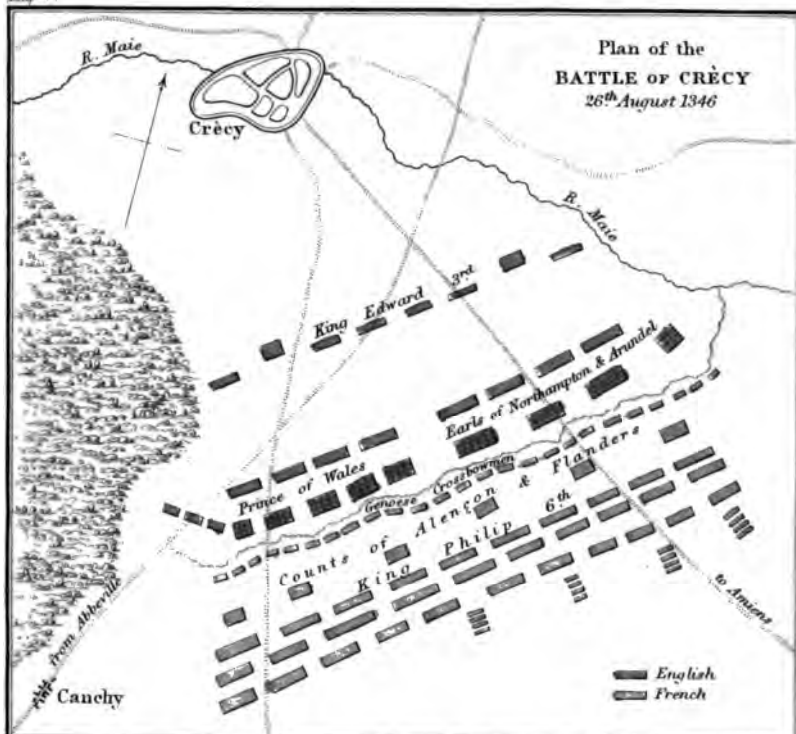 Plan of the
BATTLE OF CRÈCY
26th August 1346
R. Maie
Crècy
R. Maie
King Edward 3rd
Earls of Northampton & Arundel
Prince of Wales
Genoese Crossbowmen
Counts of Alençon & Flanders
King Philip 6th
from Abbeville
to Amiens
Canchy
English
French